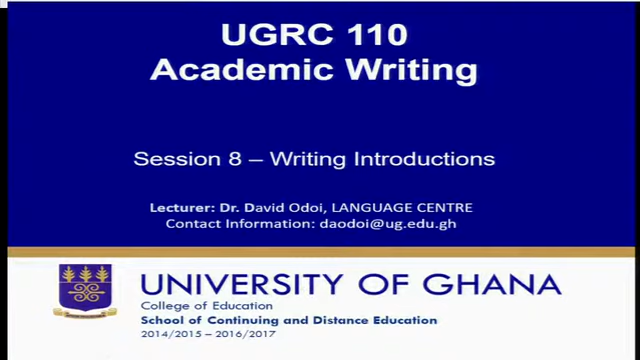 UGRC 110
Academic Writing
Session 8 – Writing Introductions
Lecturer: Dr. David Odoi, LANGUAGE CENTRE
Contact Information: daodoi@ug.edu.gh
UNIVERSITY OF GHANA
College of Education
School of Continuing and Distance Education
2014/2015 – 2016/2017